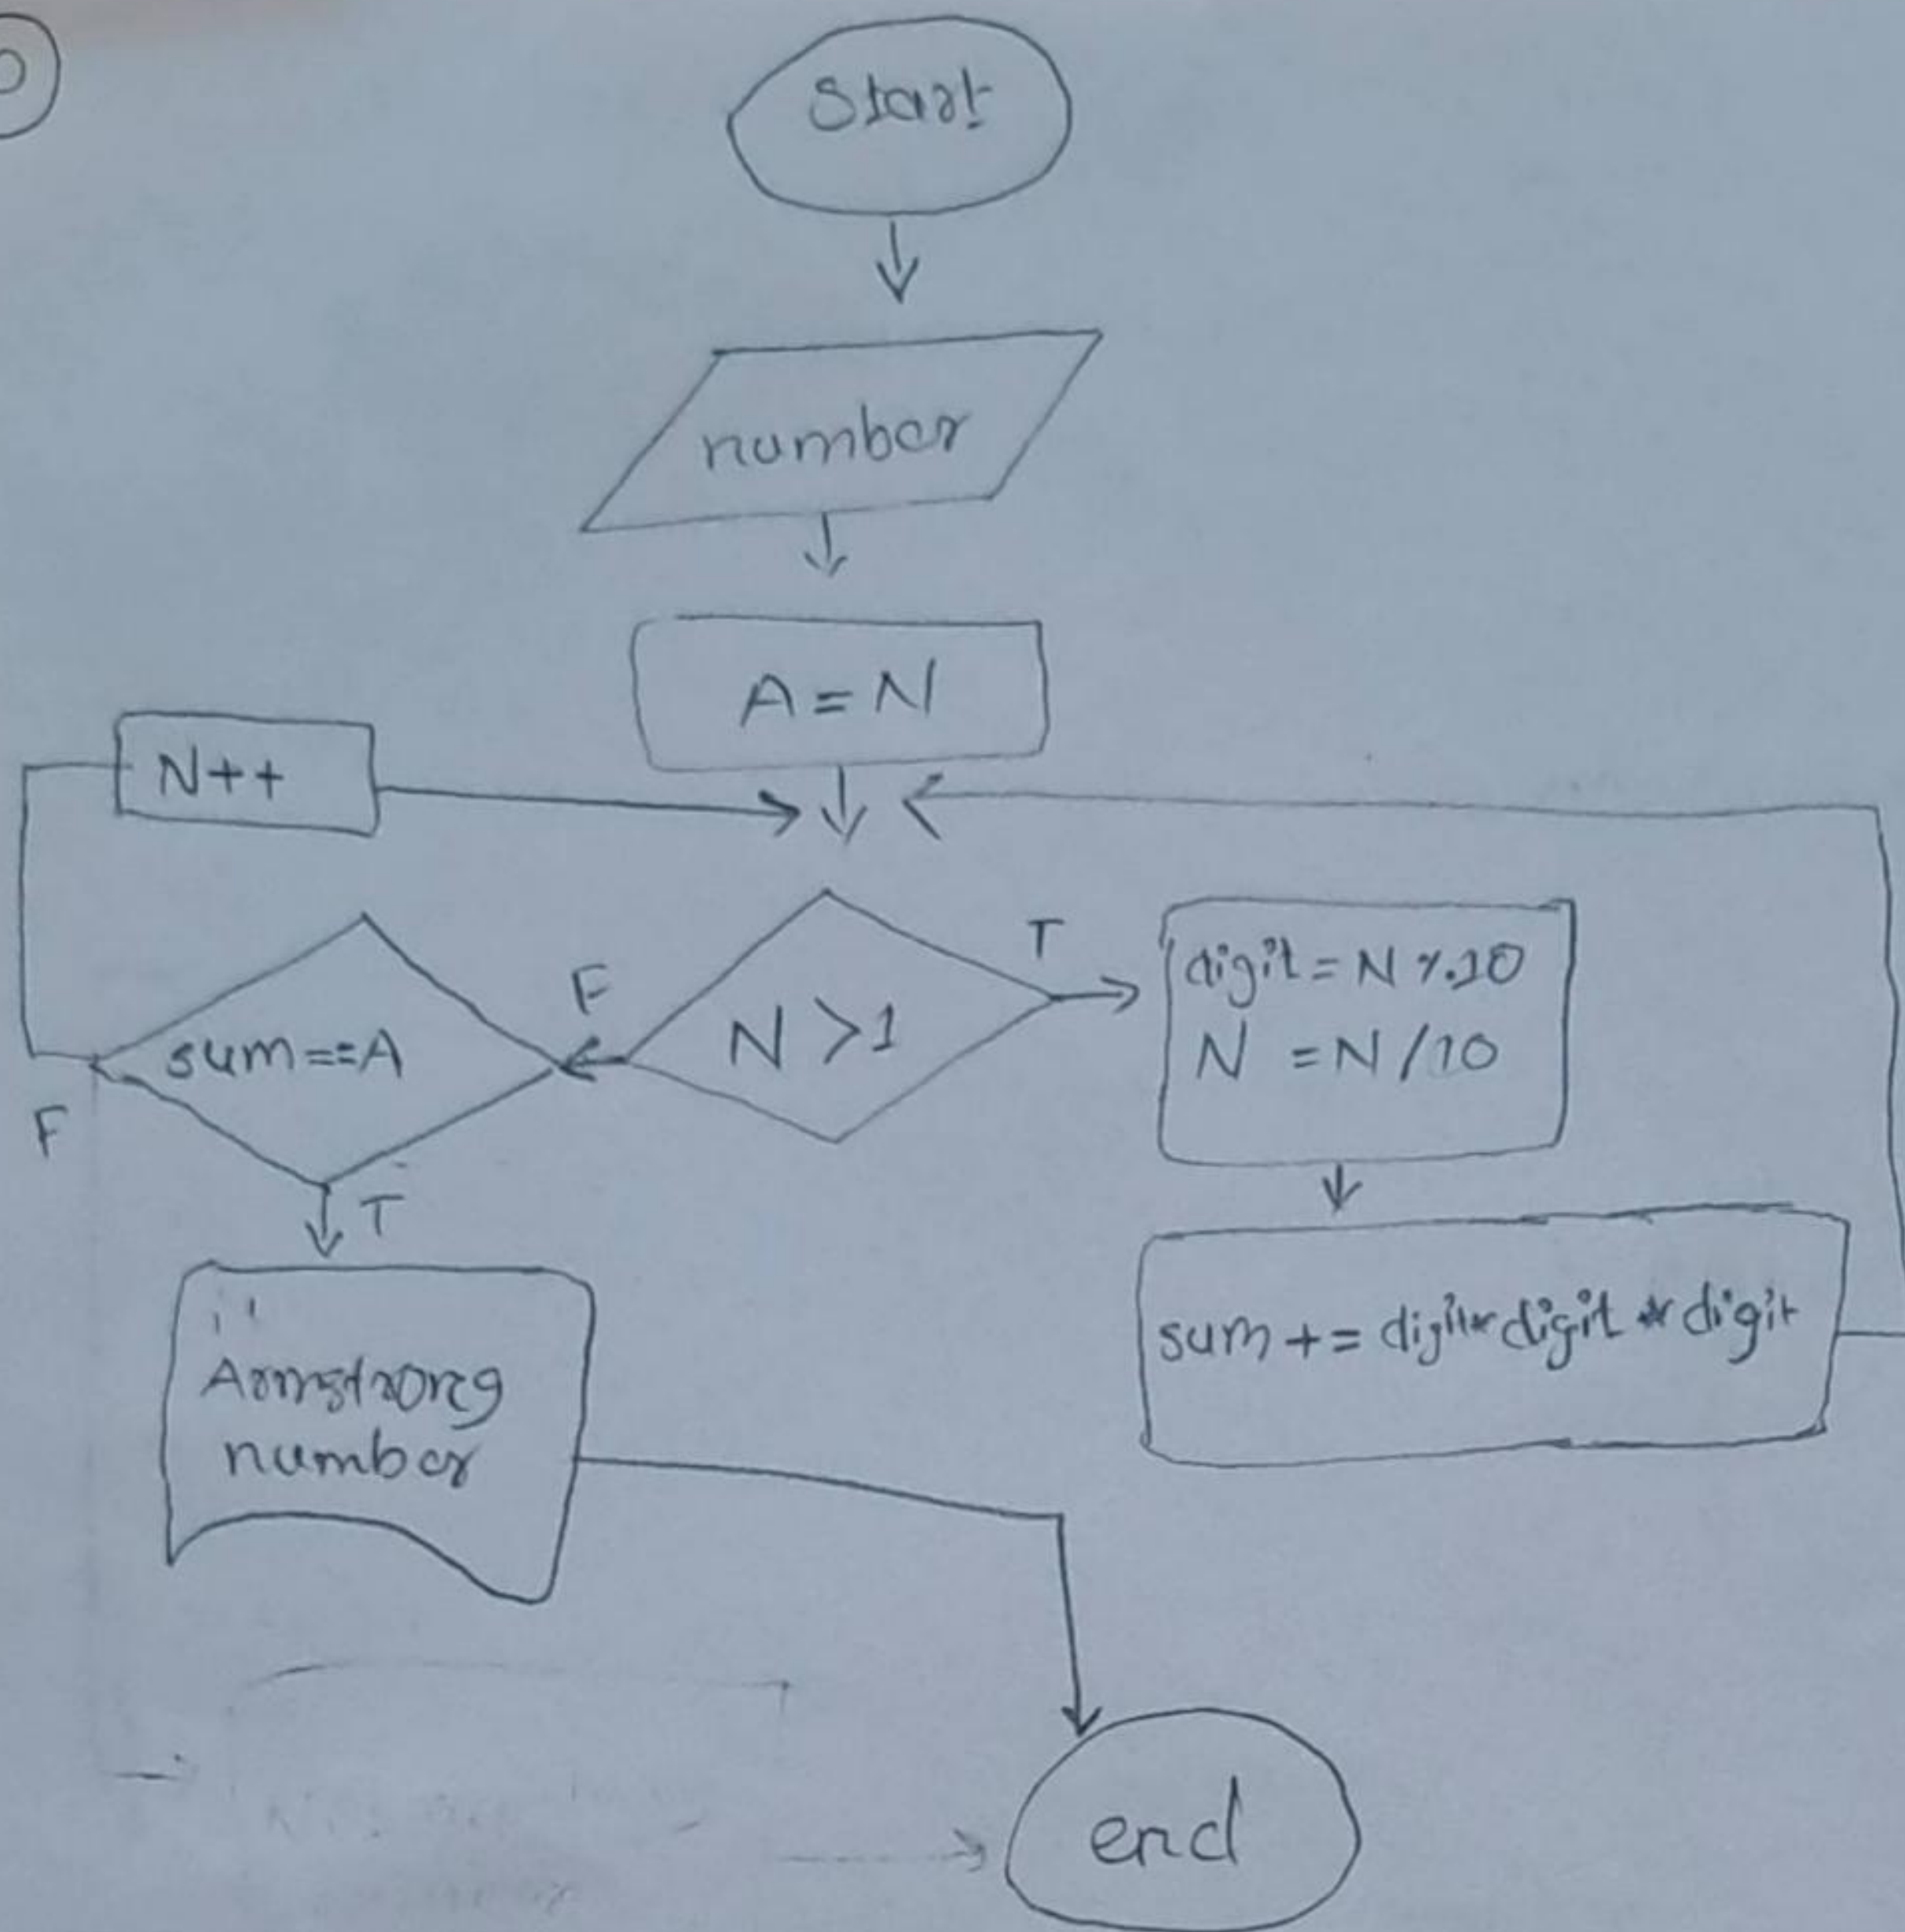 Start
number
A = N
N++
T
digit = N %.10
N = N / 10
F
N > 1
sum == A
F
T
sum += digit * digit * digit
Armstrong
number
end